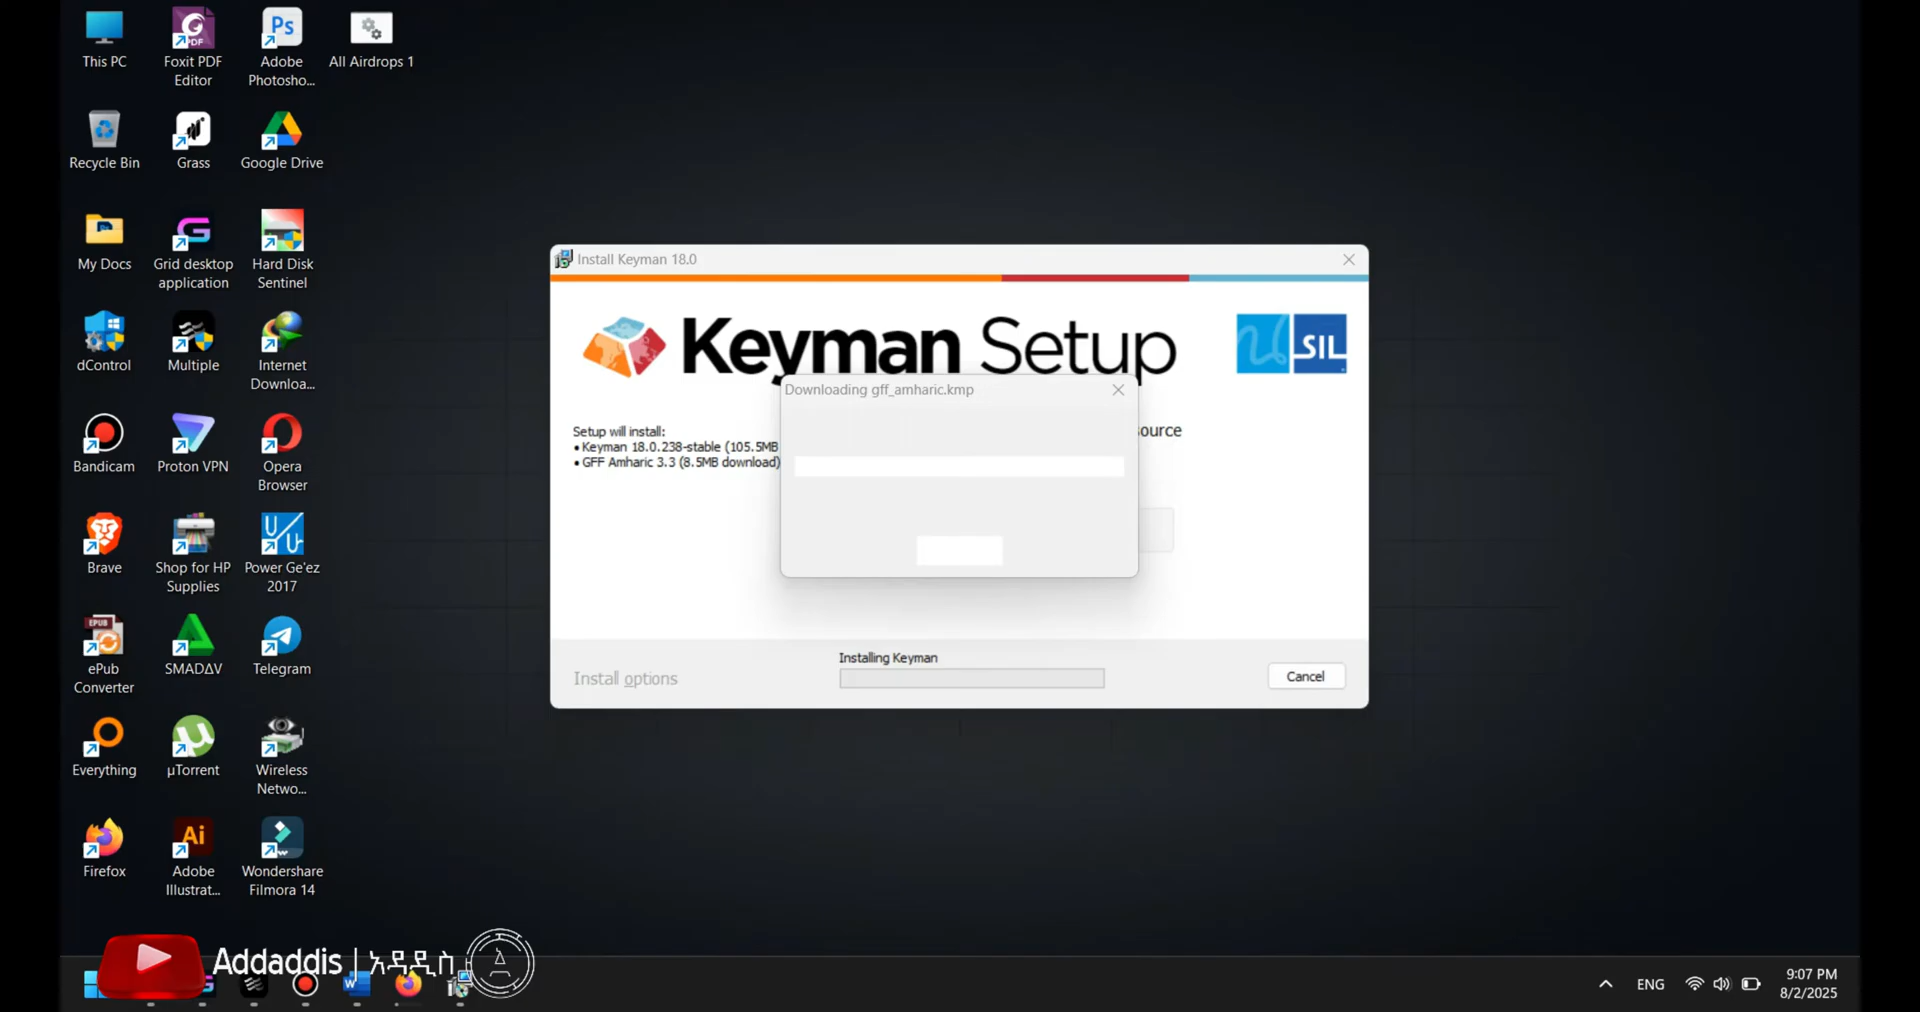 This PC
Foxit PDF
Editor
Adobe
Photosho...
All Airdrops 1
Recycle Bin
Grass
Google Drive
My Docs
Grid desktop
application
Hard Disk
Sentinel
dControl
Multiple
Internet
Downloa...
Bandicam
Proton VPN
Opera
Browser
Brave
Shop for HP
Supplies
Power Ge'ez
2017
ePub
Converter
SMADΔV
Telegram
Everything
µTorrent
Wireless
Netwo...
Firefox
Adobe
Illustrat...
Wondershare
Filmora 14
Install Keyman 18.0
Keyman Setup
SIL
Downloading gff_amharic.kmp
Setup will install:
• Keyman 18.0.238-stable (105.5MB
• GFF Amharic 3.3 (8.5MB download)
ource
Installing Keyman
Install options
Cancel
Addaddis | አዳዲስ
ENG
9:07 PM
8/2/2025